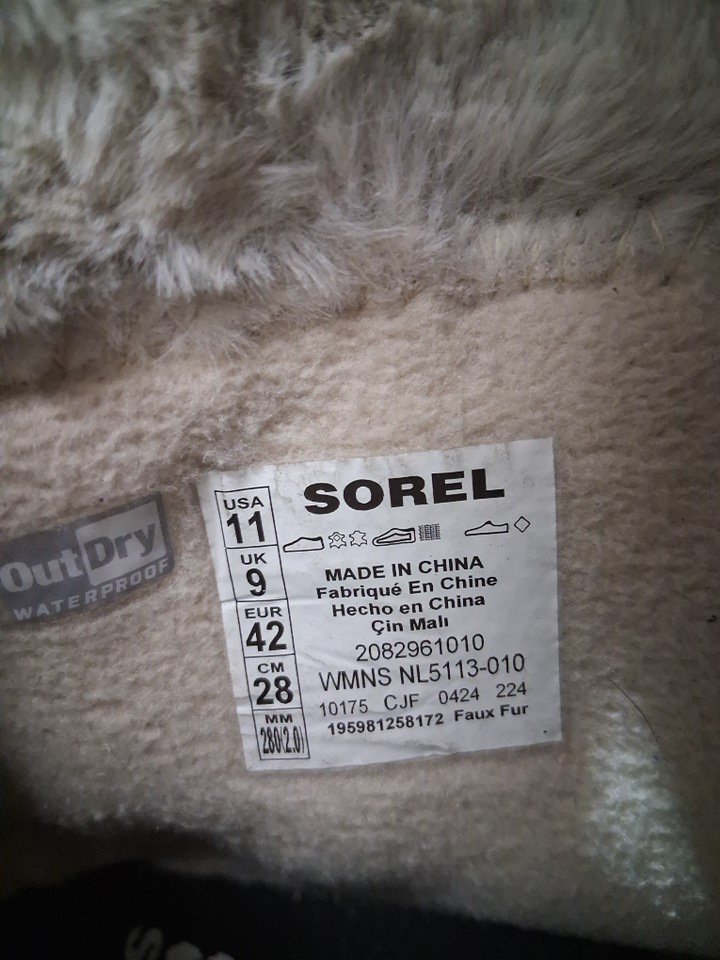 OutDry
WATERPROOF
USA
11
UK
9
EUR
42
CM
28
MM
280(2.0)
SOREL
MADE IN CHINA
Fabriqué En Chine
Hecho en China
Çin Malı
2082961010
WMNS NL5113-010
10175 CJF 0424 224
195981258172 Faux Fur